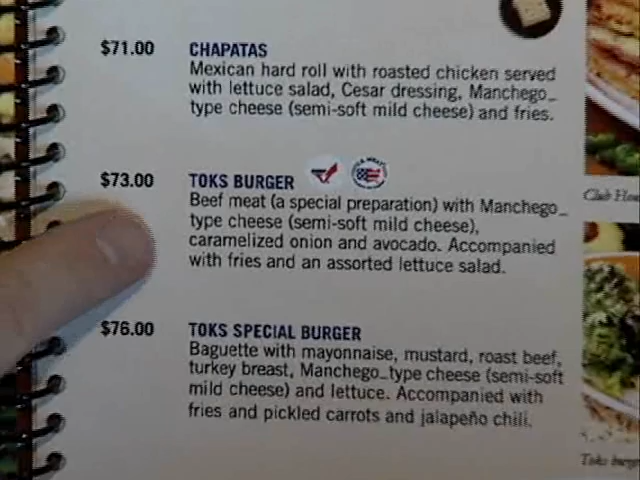 $71.00 CHAPATAS
Mexican hard roll with roasted chicken served
with lettuce salad, Cesar dressing, Manchego_
type cheese (semi-soft mild cheese) and fries.
$73.00 TOKS BURGER
Beef meat (a special preparation) with Manchego_
type cheese (semi-soft mild cheese),
caramelized onion and avocado. Accompanied
with fries and an assorted lettuce salad.
$76.00 TOKS SPECIAL BURGER
Baguette with mayonnaise, mustard, roast beef,
turkey breast, Manchego_type cheese (semi-soft
mild cheese) and lettuce. Accompanied with
fries and pickled carrots and jalapeño chili.
Club
Toks